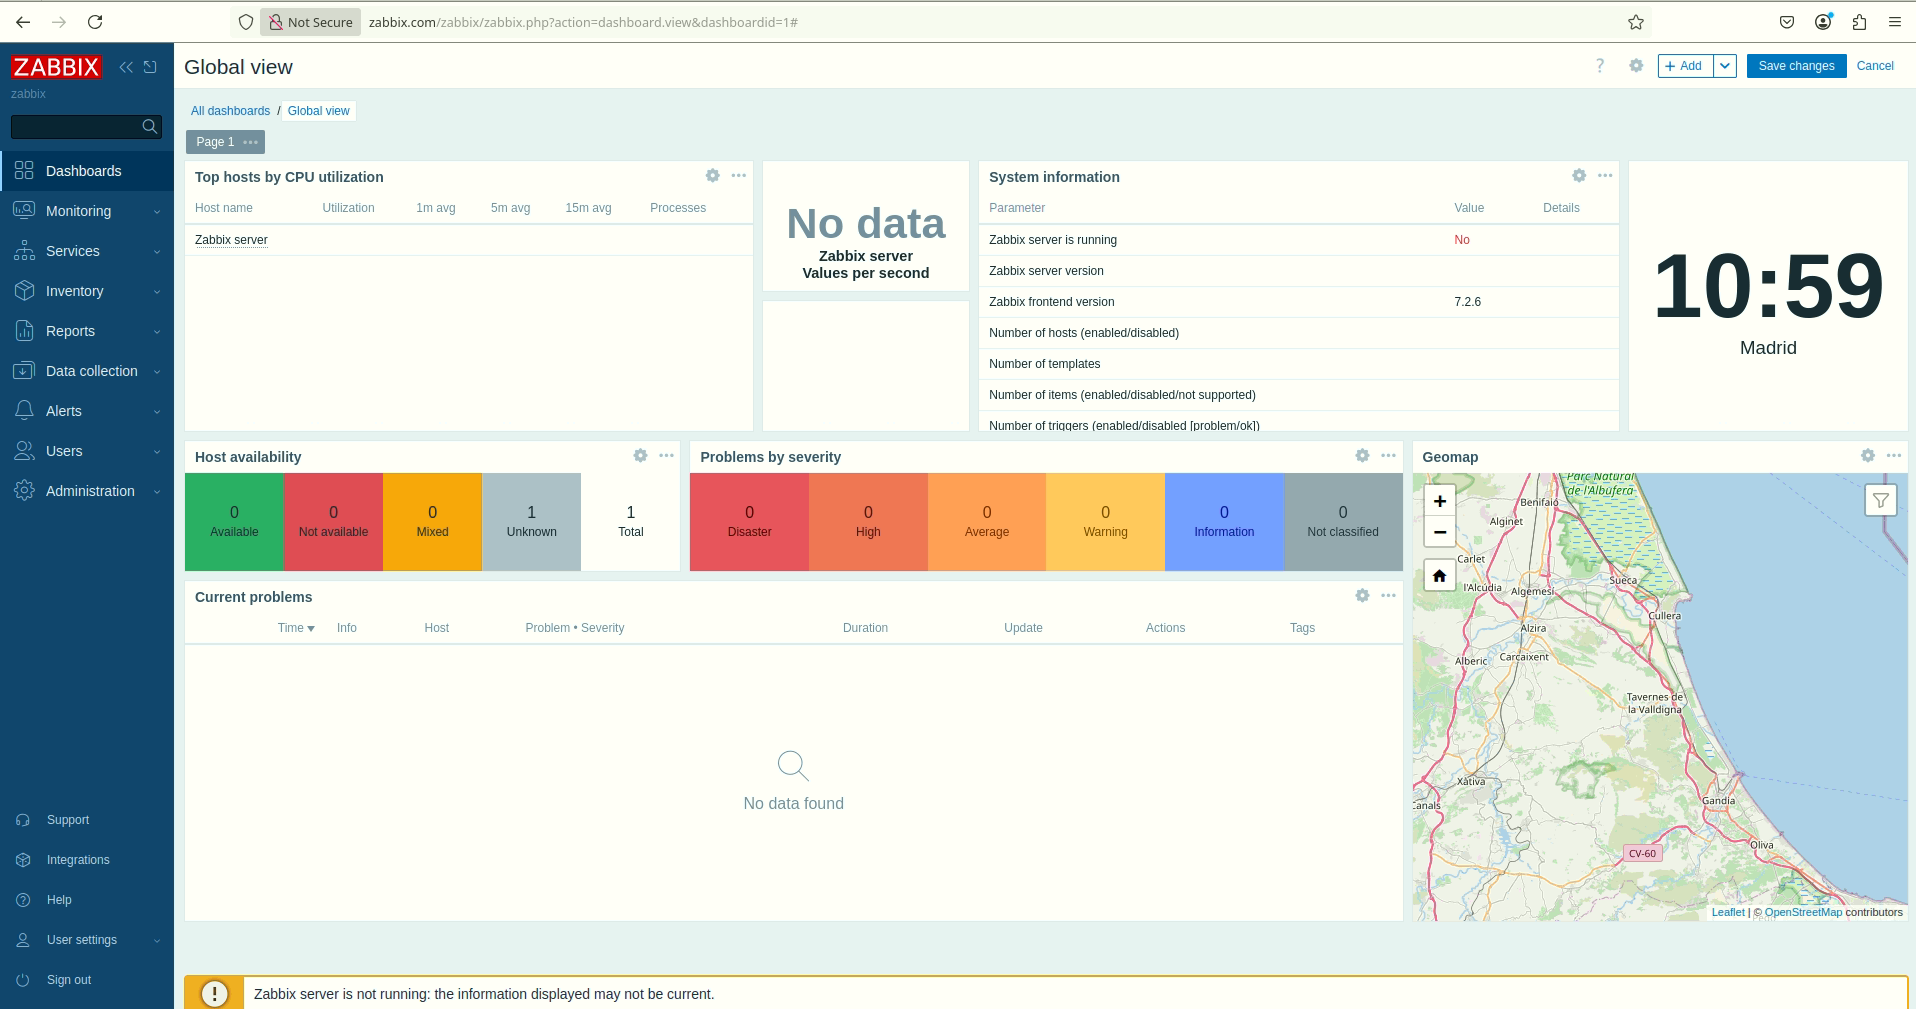 Not Secure
zabbix.com/zabbix/zabbix.php?action=dashboard.view&dashboardid=1#
ZABBIX
zabbix
Dashboards
Monitoring
Services
Inventory
Reports
Data collection
Alerts
Users
Administration
Support
Integrations
Help
User settings
Sign out
Global view
? + Add Save changes Cancel
All dashboards / Global view
Page 1
Top hosts by CPU utilization
Host name Utilization 1m avg 5m avg 15m avg Processes
Zabbix server
No data
Zabbix server
Values per second
System information
Parameter Value Details
Zabbix server is running No
Zabbix server version
Zabbix frontend version 7.2.6
Number of hosts (enabled/disabled)
Number of templates
Number of items (enabled/disabled/not supported)
Number of triggers (enabled/disabled [problem/ok])
10:59
Madrid
Host availability
0 0 0 1 1
Available Not available Mixed Unknown Total
Problems by severity
0 0 0 0 0 0
Disaster High Average Warning Information Not classified
Current problems
Time Info Host Problem • Severity Duration Update Actions Tags
No data found
Geomap
+
−
Parc Natural
de l'Albufera
Benifaió
Alginet
Carlet
Sueca
l'Alcúdia
Algemesí
Cullera
Alzira
Alberic
Carcaixent
Tavernes de
la Valldigna
Xàtiva
Canals
Gandia
Oliva
CV-60
Leaflet | © OpenStreetMap contributors
Zabbix server is not running: the information displayed may not be current.